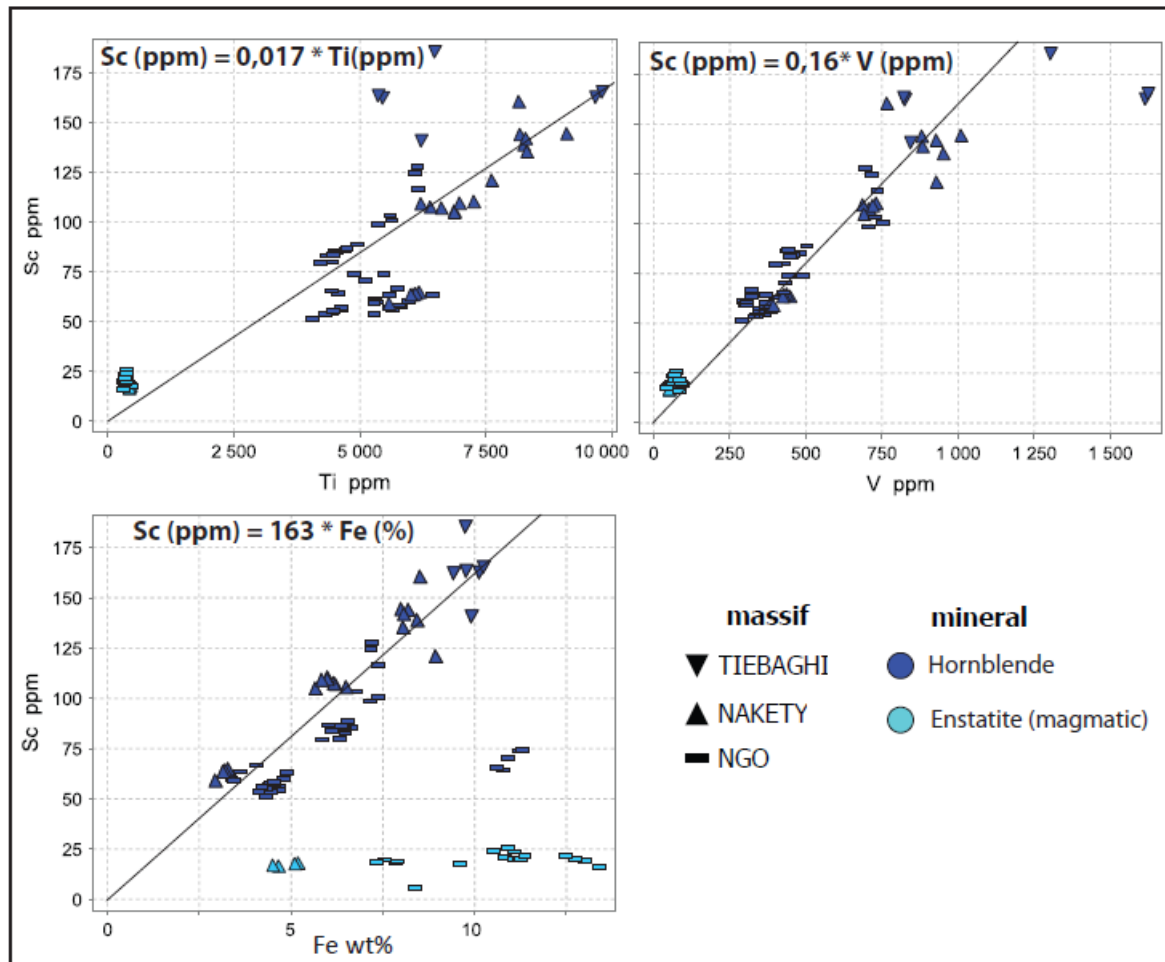 Sc (ppm) = 0,017 * Ti(ppm)
175
150
125
100
75
50
25
0
Sc ppm
0
2 500
5 000
7 500
10 000
Ti ppm
Sc (ppm) = 0,16* V (ppm)
0
250
500
750
1 000
1 250
1 500
V ppm
Sc (ppm) = 163 * Fe (%)
175
150
125
100
75
50
25
0
Sc ppm
0
5
10
Fe wt%
massif
TIEBAGHI
NAKETY
NGO
mineral
Hornblende
Enstatite (magmatic)